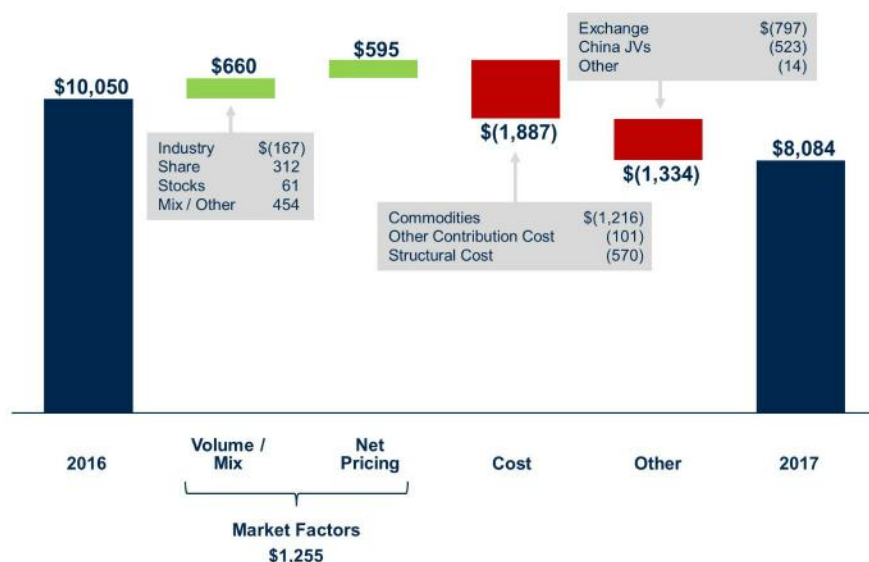 Exchange $(797)
China JVs (523)
Other (14)
$660
$595
$10,050
$(1,887)
$8,084
$(1,334)
Industry $(167)
Share 312
Stocks 61
Mix / Other 454
Commodities $(1,216)
Other Contribution Cost (101)
Structural Cost (570)
2016
Volume /
Mix
Net
Pricing
Cost
Other
2017
Market Factors
$1,255